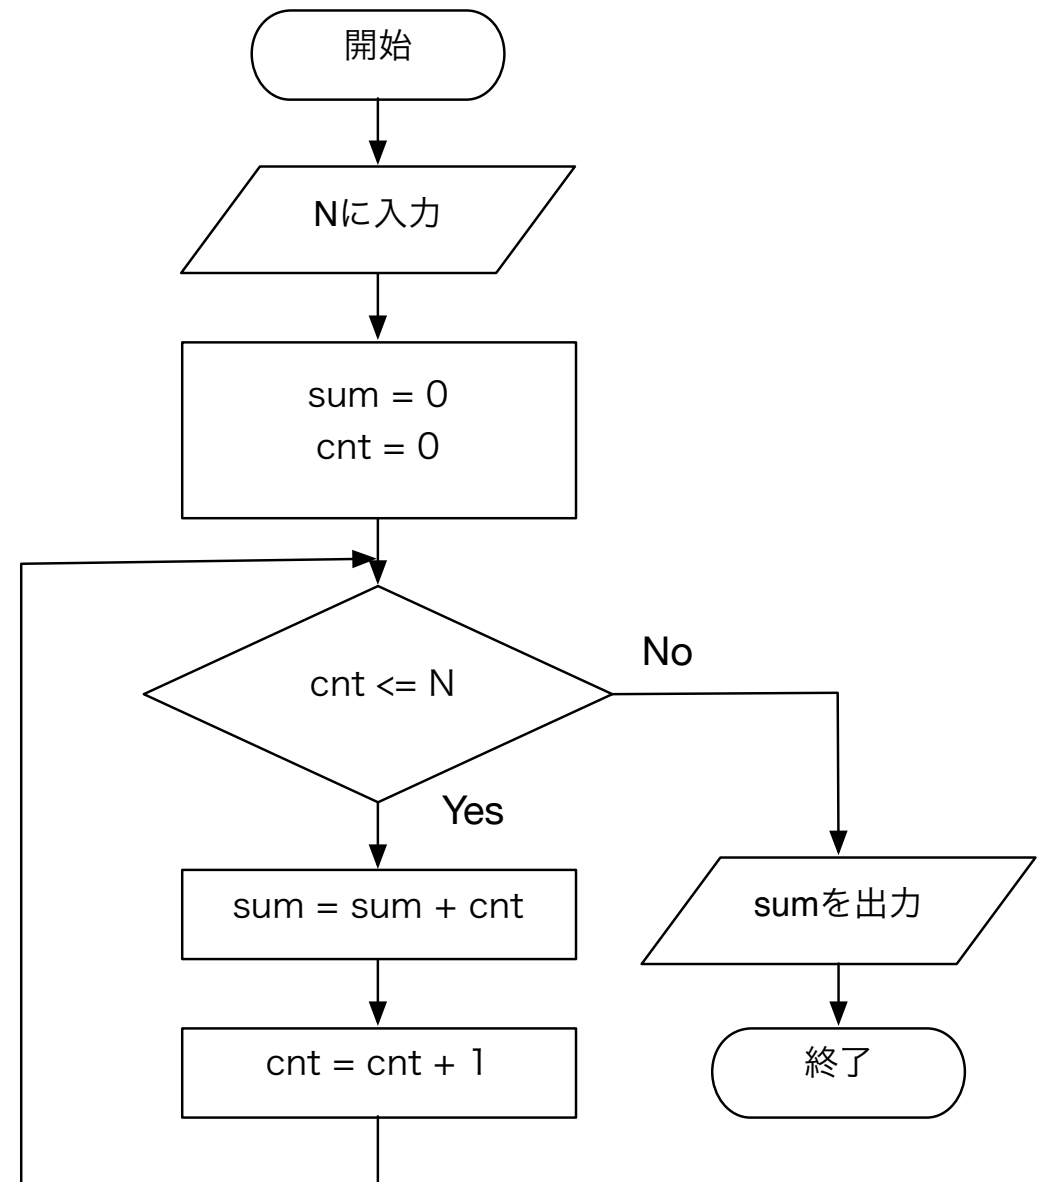 開始
Nに入力
sum = 0
cnt = 0
cnt <= N
No
Yes
sum = sum + cnt
sumを出力
cnt = cnt + 1
終了